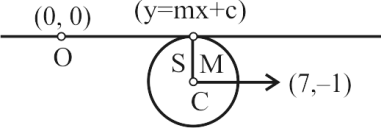 (0, 0) (y=mx+c)
O S M
C (7,–1)